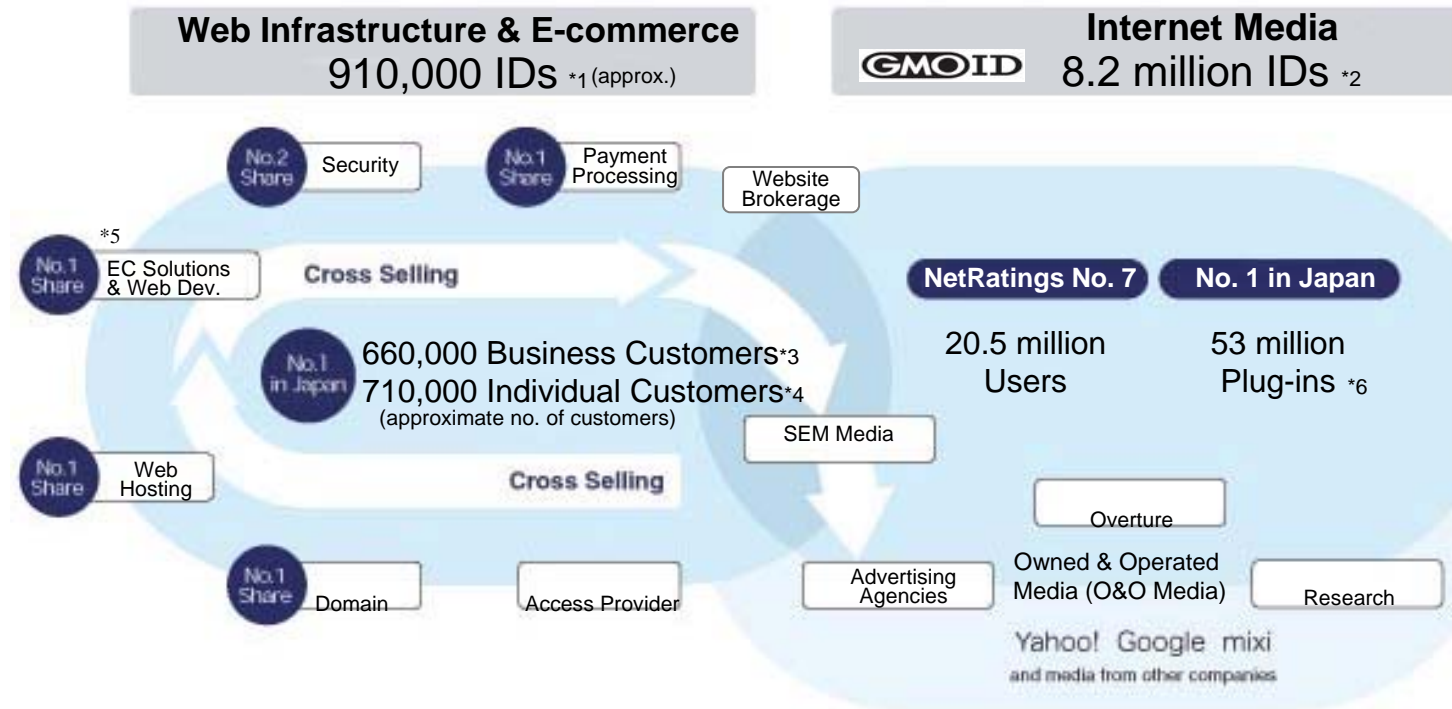 Web Infrastructure & E-commerce
910,000 IDs *1 (approx.)
Internet Media
GMOID
8.2 million IDs *2
No.2
Share
Security
No.1
Share
Payment
Processing
Website
Brokerage
*5
No.1
Share
EC Solutions
& Web Dev.
Cross Selling
NetRatings No. 7
No. 1 in Japan
No.1
in Japan
660,000 Business Customers*3
710,000 Individual Customers*4
(approximate no. of customers)
20.5 million
Users
53 million
Plug-ins *6
SEM Media
No.1
Share
Web
Hosting
Cross Selling
Overture
No.1
Share
Domain
Access Provider
Advertising
Agencies
Owned & Operated
Media (O&O Media)
Research
Yahoo! Google mixi
and media from other companies